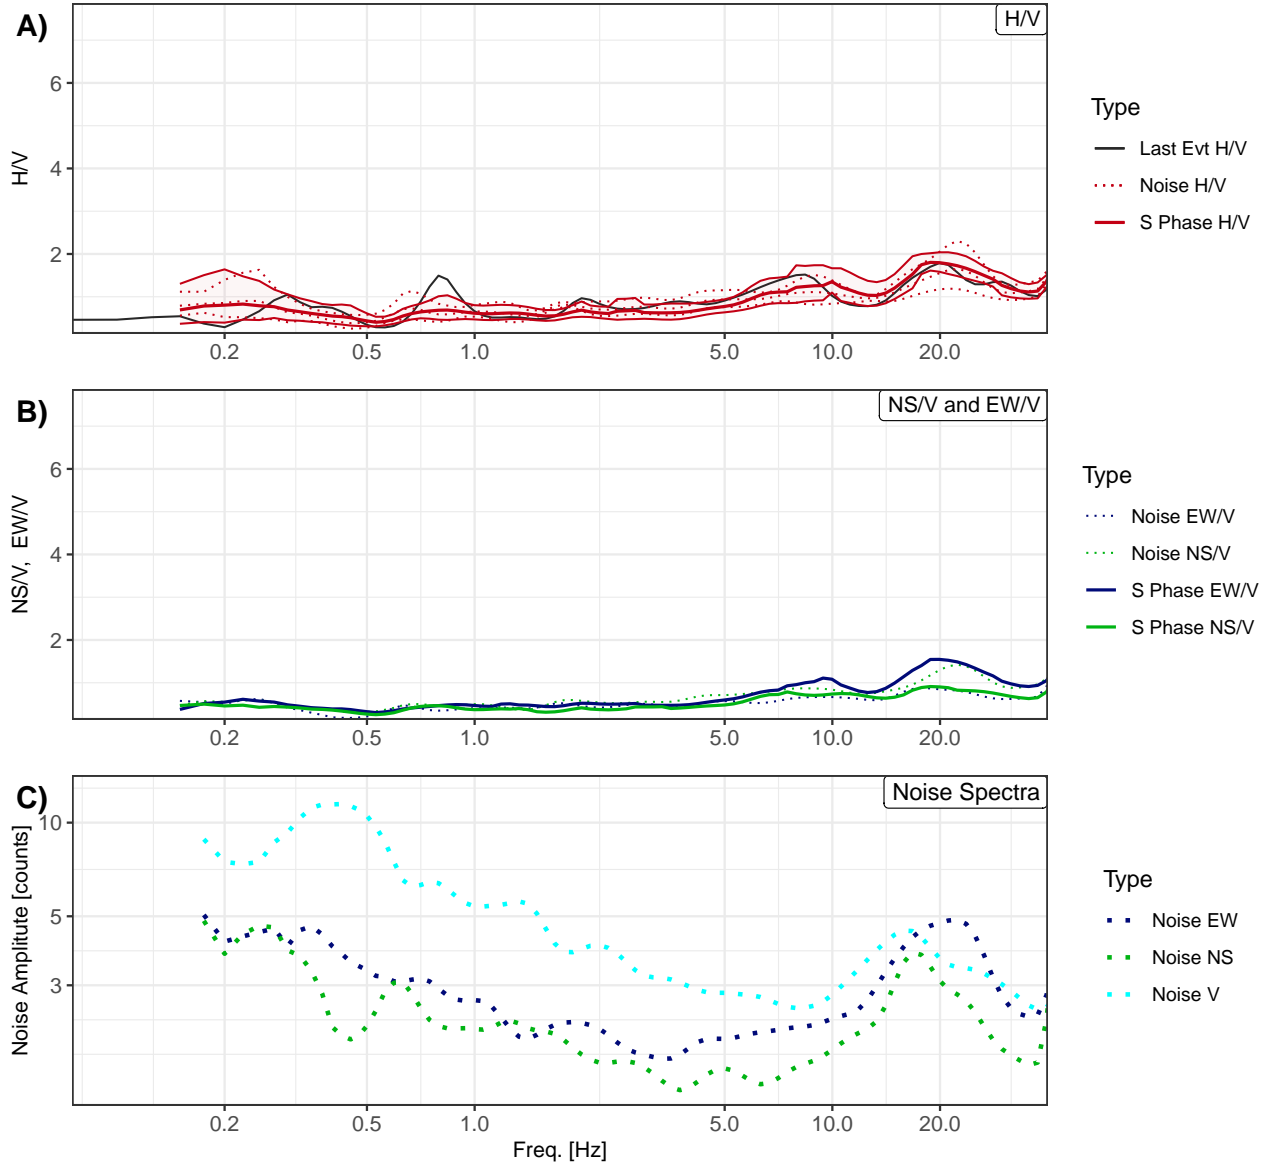 A)
H/V
6
4
2
H/V
0.2 0.5 1.0 5.0 10.0 20.0
Type
Last Evt H/V
Noise H/V
S Phase H/V
B)
NS/V and EW/V
6
4
2
NS/V, EW/V
0.2 0.5 1.0 5.0 10.0 20.0
Type
Noise EW/V
Noise NS/V
S Phase EW/V
S Phase NS/V
C)
Noise Spectra
10
5
3
Noise Amplitude [counts]
0.2 0.5 1.0 5.0 10.0 20.0
Freq. [Hz]
Type
Noise EW
Noise NS
Noise V